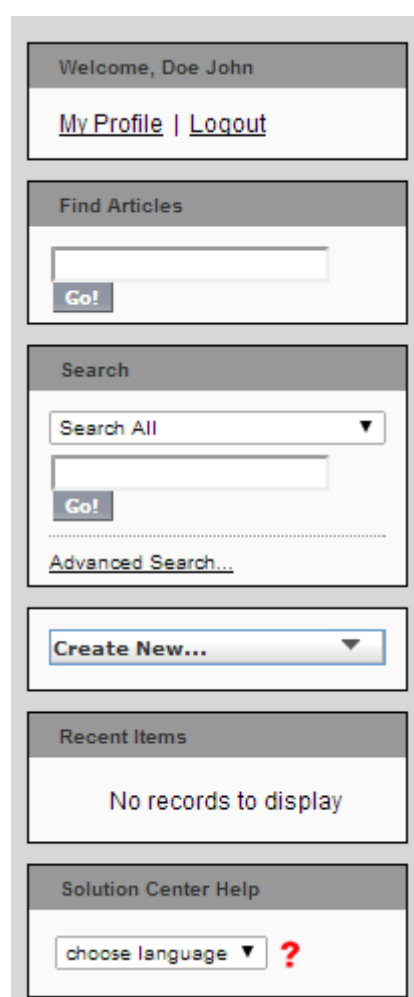 Welcome, Doe John
My Profile | Logout
Find Articles
Go!
Search
Search All
Go!
Advanced Search...
Create New...
Recent Items
No records to display
Solution Center Help
choose language ?